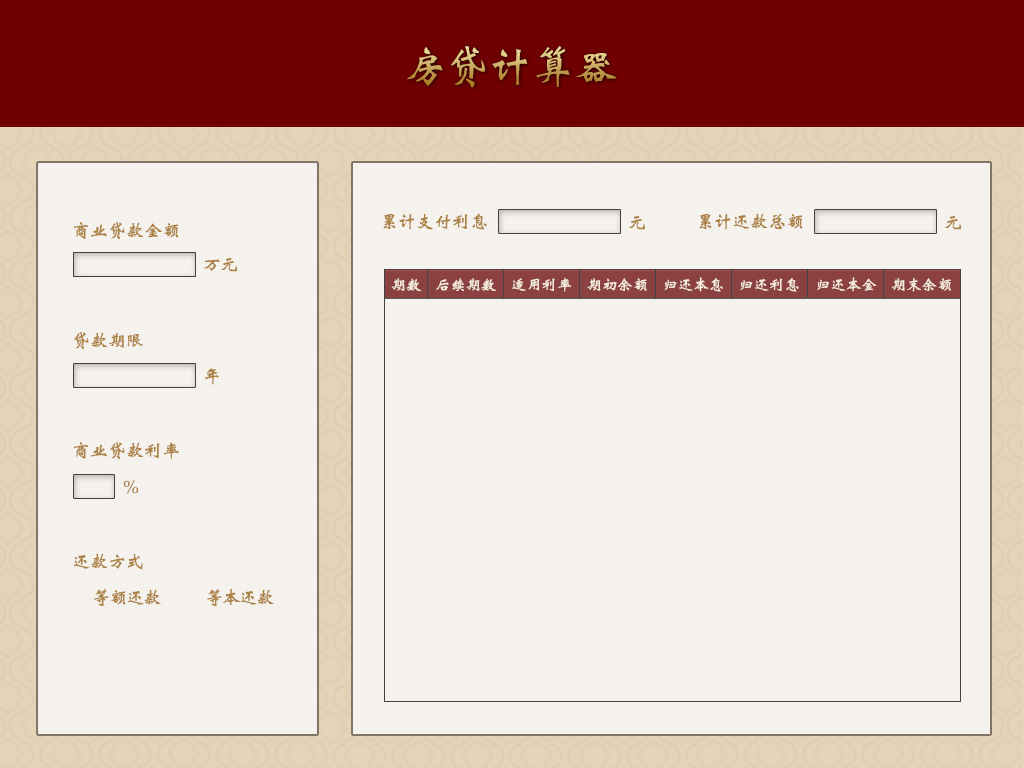 房贷计算器
商业贷款金额
万元
贷款期限
年
商业贷款利率
%
还款方式
等额还款 等本还款
累计支付利息 元 累计还款总额 元
期数 后续期数 适用利率 期初余额 归还本息 归还利息 归还本金 期末余额